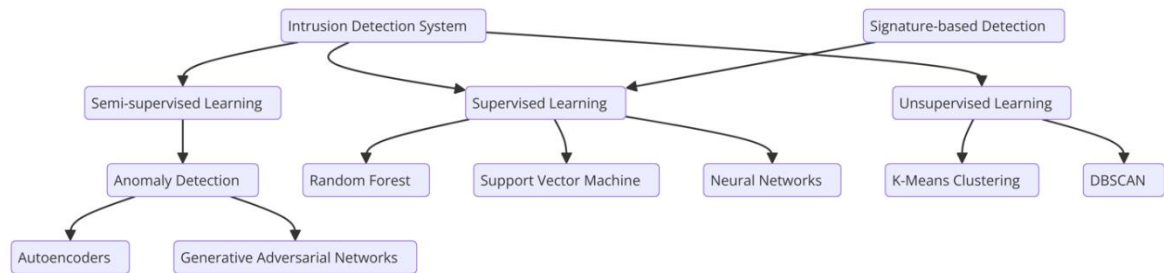 Intrusion Detection System
Signature-based Detection
Semi-supervised Learning
Supervised Learning
Unsupervised Learning
Anomaly Detection
Random Forest
Support Vector Machine
Neural Networks
K-Means Clustering
DBSCAN
Autoencoders
Generative Adversarial Networks